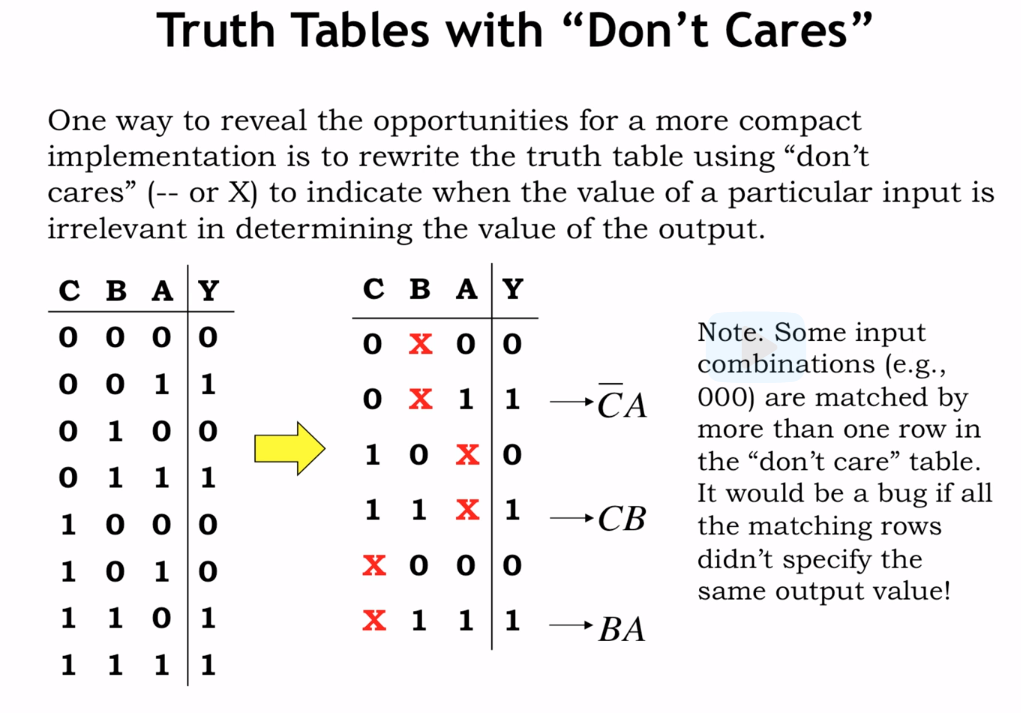 Truth Tables with “Don’t Cares”
One way to reveal the opportunities for a more compact
implementation is to rewrite the truth table using “don’t
cares” (-- or X) to indicate when the value of a particular input is
irrelevant in determining the value of the output.
C B A Y
0 0 0 0
0 0 1 1
0 1 0 0
0 1 1 1
1 0 0 0
1 0 1 0
1 1 0 1
1 1 1 1
C B A Y
0 X 0 0
0 X 1 1 → C̅A
1 0 X 0
1 1 X 1 → CB
X 0 0 0
X 1 1 1 → BA
Note: Some input
combinations (e.g.,
000) are matched by
more than one row in
the “don’t care” table.
It would be a bug if all
the matching rows
didn’t specify the
same output value!